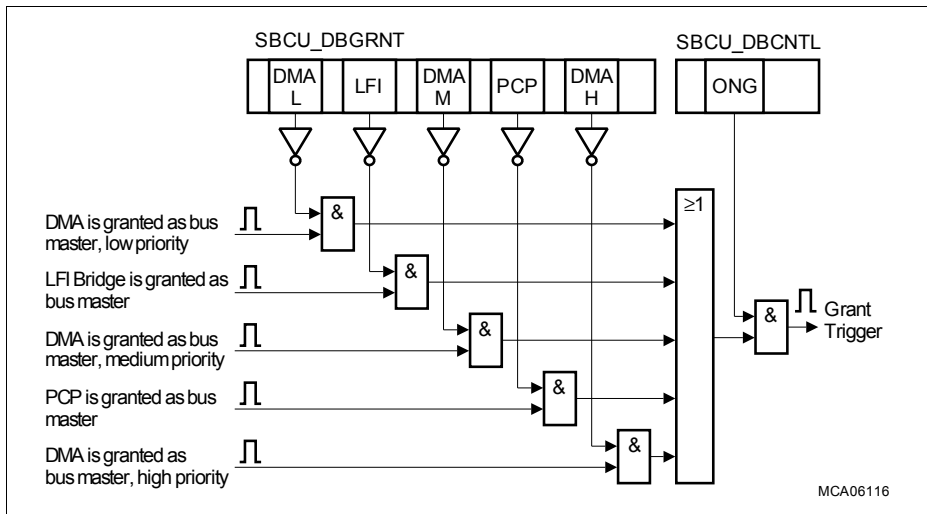 SBCU_DBGRNT
SBCU_DBCNTL
DMA
L
LFI
DMA
M
PCP
DMA
H
ONG
DMA is granted as bus
master, low priority
&
≥1
LFI Bridge is granted as
bus master
&
DMA is granted as bus
master, medium priority
&
&
Grant
Trigger
PCP is granted as bus
master
&
DMA is granted as
bus master, high priority
&
MCA06116